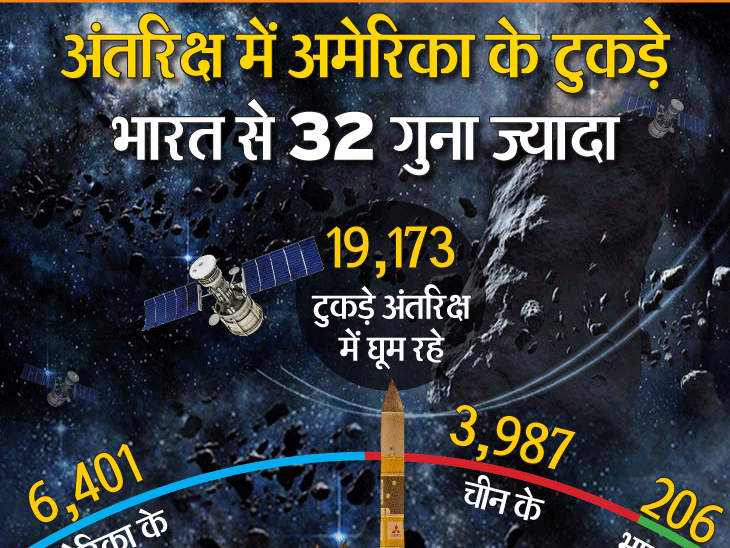 अंतरिक्ष में अमेरिका के टुकड़े
भारत से 32 गुना ज्यादा
19,173
टुकड़े अंतरिक्ष
में घूम रहे
6,401
के
3,987
चीन के
206